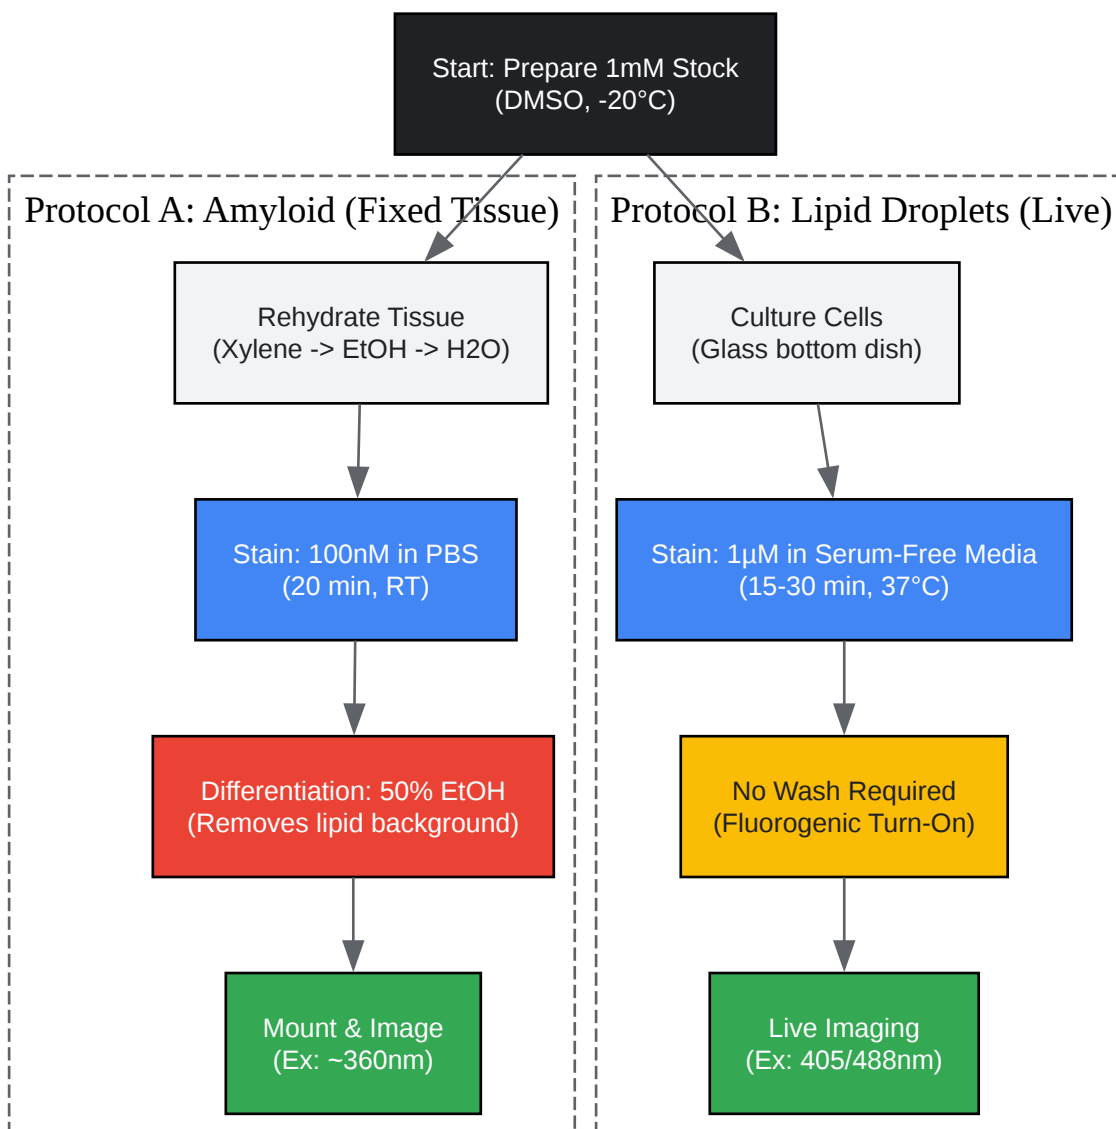 Start: Prepare 1mM Stock
(DMSO, -20°C)
Protocol A: Amyloid (Fixed Tissue)
Rehydrate Tissue
(Xylene -> EtOH -> H2O)
Stain: 100nM in PBS
(20 min, RT)
Differentiation: 50% EtOH
(Removes lipid background)
Mount & Image
(Ex: ~360nm)
Protocol B: Lipid Droplets (Live)
Culture Cells
(Glass bottom dish)
Stain: 1µM in Serum-Free Media
(15-30 min, 37°C)
No Wash Required
(Fluorogenic Turn-On)
Live Imaging
(Ex: 405/488nm)